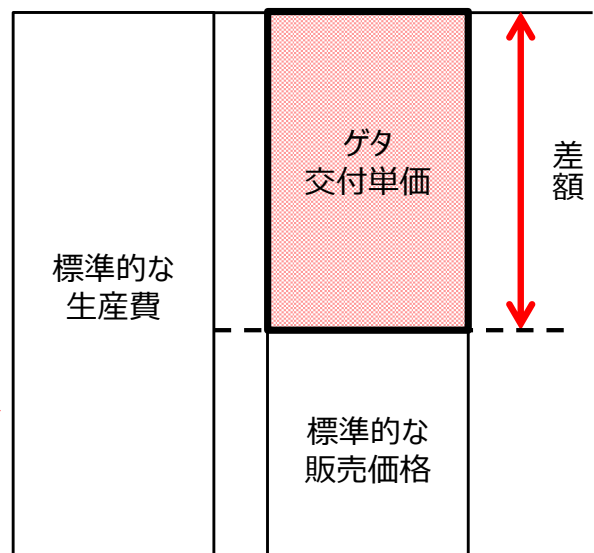 標準的な
生産費
ゲタ
交付単価
標準的な
販売価格
差額